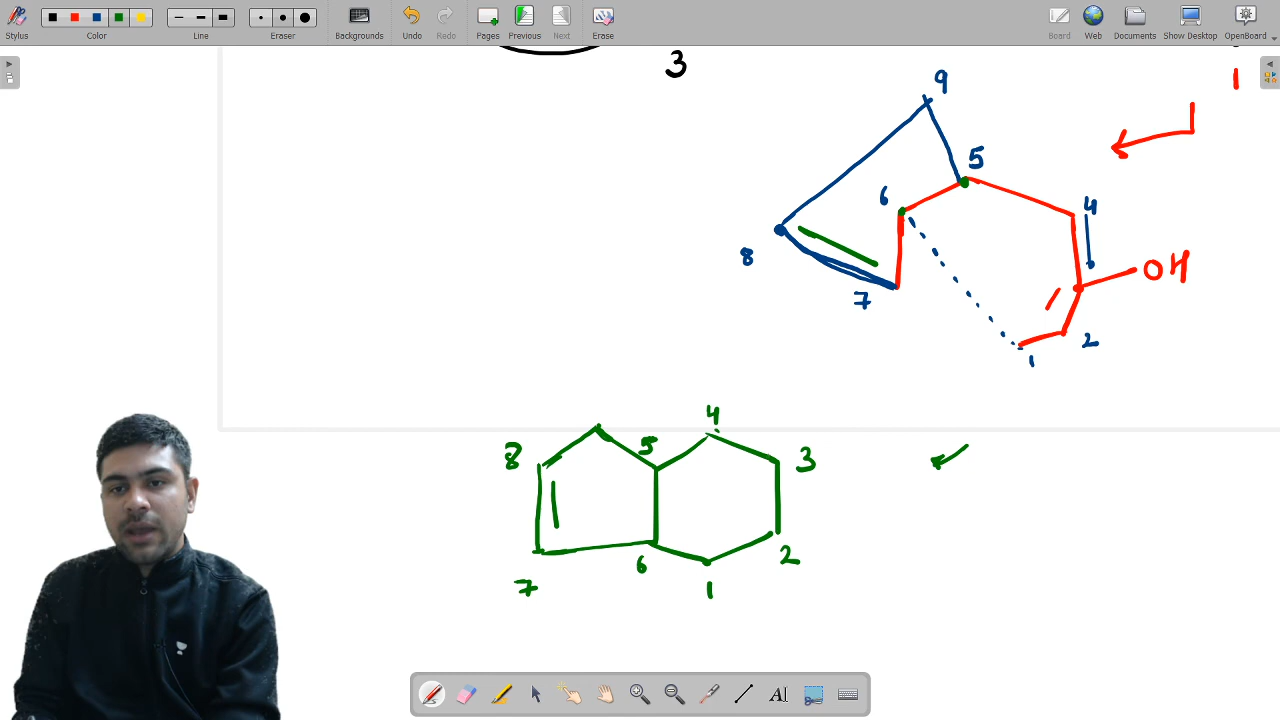 Stylus
Color
Line
Eraser
Backgrounds
Undo
Redo
Pages
Previous
Next
Erase
Board
Web
Documents
Show Desktop
OpenBoard
3
1
9
5
6
4
8
7
OH
2
1
4
8
5
3
6
2
7
1
AI